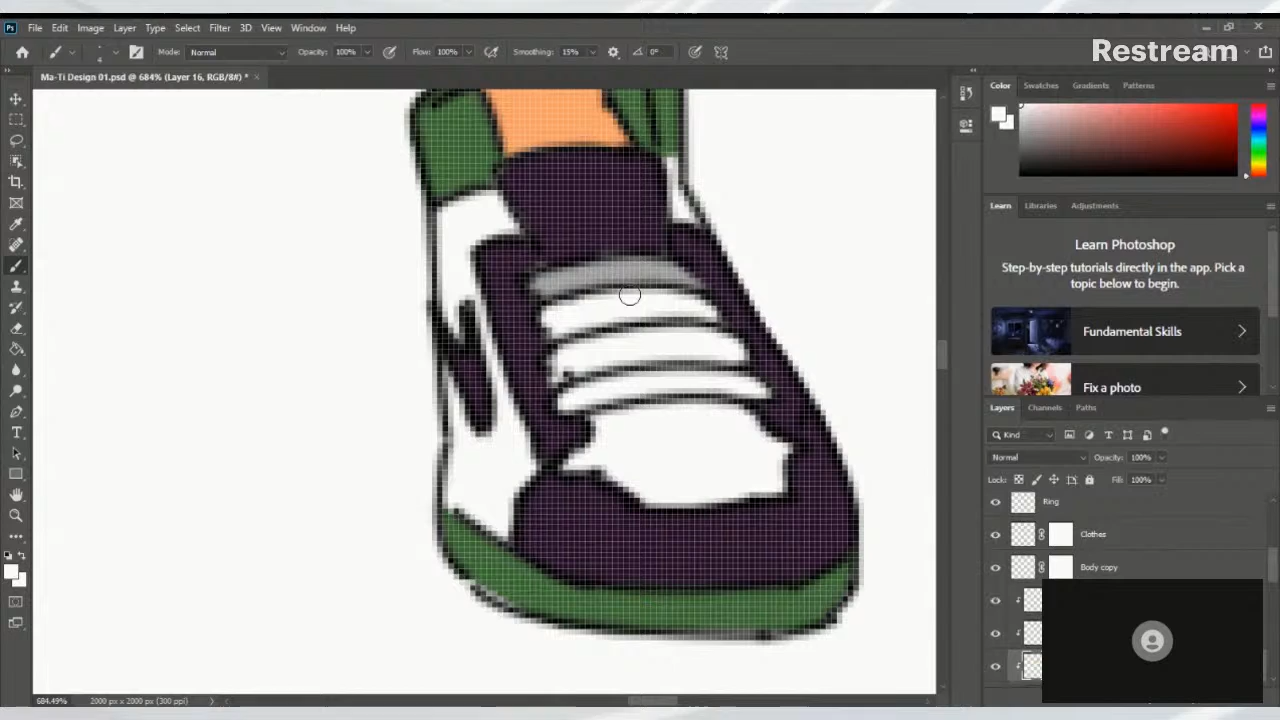 Ps File Edit Image Layer Type Select Filter 3D View Window Help
4 Mode: Normal Opacity: 100% Flow: 100% Smoothing: 15% 0°
Restream
Ma-Ti Design 01.psd @ 684% (Layer 16, RGB/8#) *
Color Swatches Gradients Patterns
Learn Libraries Adjustments
Learn Photoshop
Step-by-step tutorials directly in the app. Pick a
topic below to begin.
Fundamental Skills
Fix a photo
Layers Channels Paths
Kind
Normal Opacity: 100%
Lock: Fill: 100%
Ring
Clothes
Body copy
684.49% 2000 px x 2000 px (300 ppi)